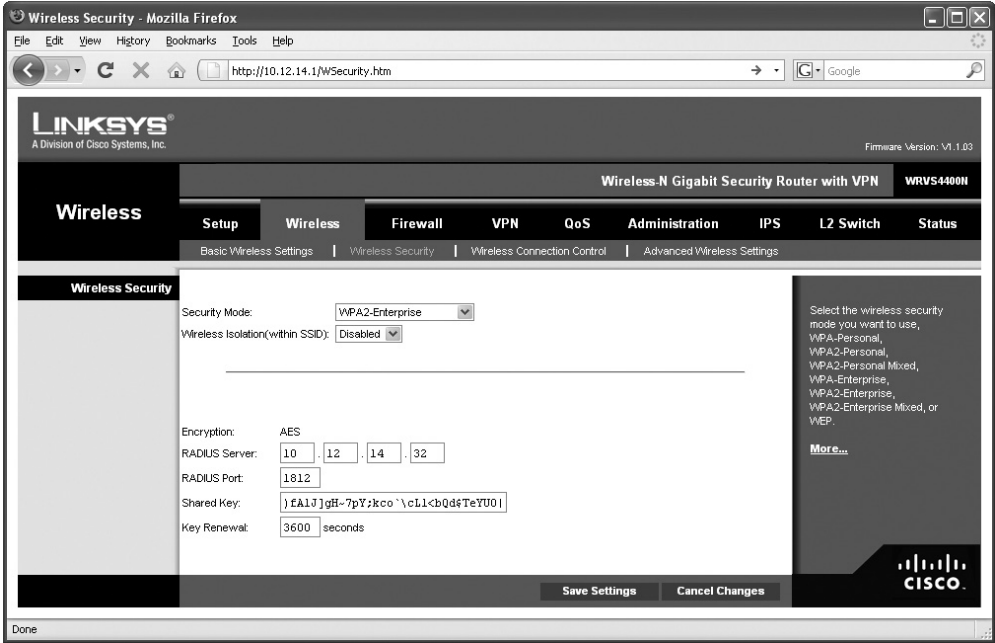 Wireless Security - Mozilla Firefox
File Edit View History Bookmarks Tools Help
http://10.12.14.1/WSecurity.htm
G Google
LINKSYS®
A Division of Cisco Systems, Inc.
Firmware Version: V1.1.03
Wireless-N Gigabit Security Router with VPN WRVS4400N
Wireless
Setup Wireless Firewall VPN QoS Administration IPS L2 Switch Status
Basic Wireless Settings | Wireless Security | Wireless Connection Control | Advanced Wireless Settings
Wireless Security
Security Mode: WPA2-Enterprise
Wireless Isolation(within SSID): Disabled
Encryption: AES
RADIUS Server: 10 . 12 . 14 . 32
RADIUS Port: 1812
Shared Key: )fAlJ]gH~7pY;kco`\cLl<bQd$TeYU0|
Key Renewal: 3600 seconds
Select the wireless security
mode you want to use,
WPA-Personal,
WPA2-Personal,
WPA2-Personal Mixed,
WPA-Enterprise,
WPA2-Enterprise,
WPA2-Enterprise Mixed, or
WEP.
More...
Save Settings Cancel Changes
CISCO.
Done